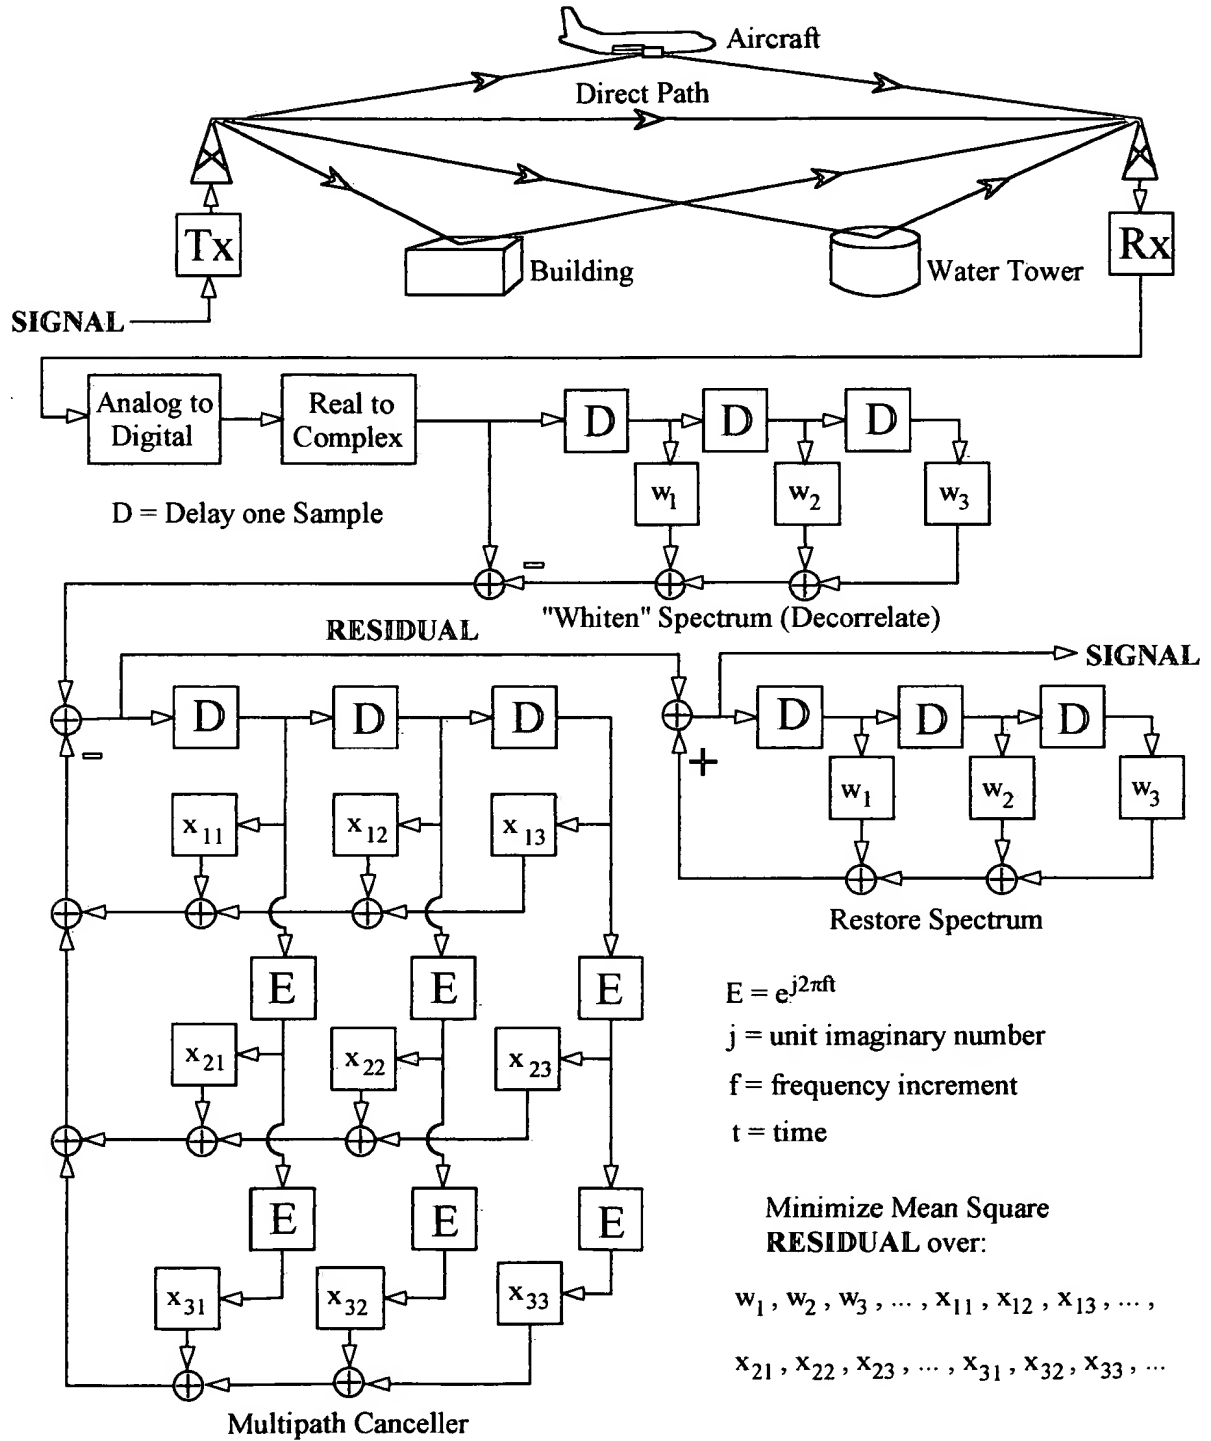 Aircraft
Direct Path
Tx
Rx
Building
Water Tower
SIGNAL
Analog to
Digital
Real to
Complex
D
D
D
w1
w2
w3
D = Delay one Sample
–
"Whiten" Spectrum (Decorrelate)
RESIDUAL
SIGNAL
D
D
D
D
D
D
–
+
w1
w2
w3
x11
x12
x13
Restore Spectrum
E
E
E
E = e^j2πft
j = unit imaginary number
x21
x22
x23
f = frequency increment
t = time
E
E
E
Minimize Mean Square
RESIDUAL over:
x31
x32
x33
w1 , w2 , w3 , ... , x11 , x12 , x13 , ... ,
x21 , x22 , x23 , ... , x31 , x32 , x33 , ...
Multipath Canceller